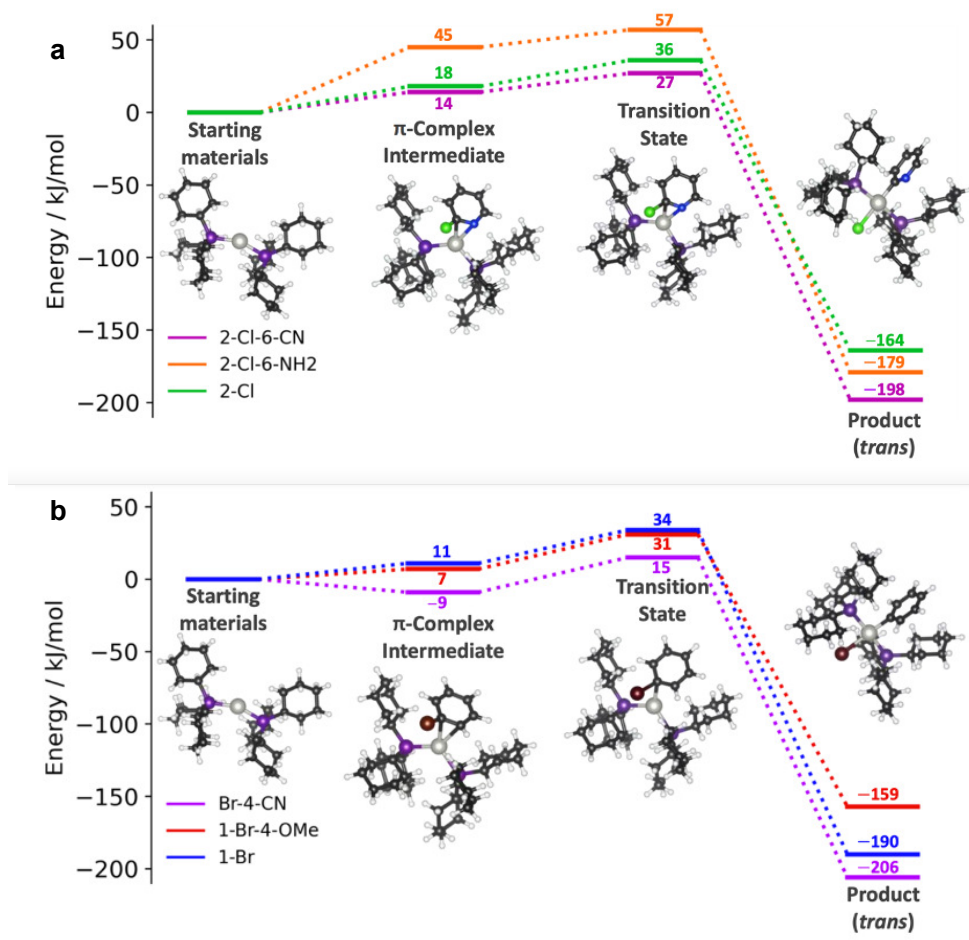 a
Energy / kJ/mol
50
0
−50
−100
−150
−200
45
57
18
36
14
27
Starting
materials
π-Complex
Intermediate
Transition
State
2-Cl-6-CN
2-Cl-6-NH2
2-Cl
−164
−179
−198
Product
(trans)
b
Energy / kJ/mol
50
0
−50
−100
−150
−200
11
34
7
31
−9
15
Starting
materials
π-Complex
Intermediate
Transition
State
Br-4-CN
1-Br-4-OMe
1-Br
−159
−190
−206
Product
(trans)